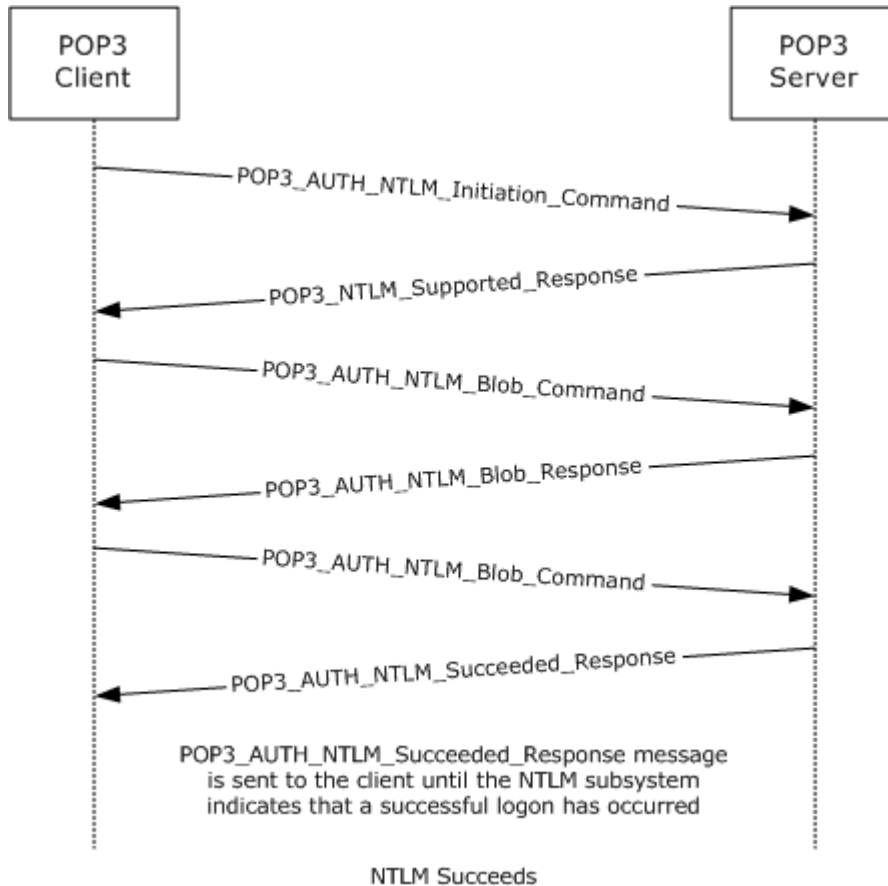 POP3
Client
POP3
Server
POP3_AUTH_NTLM_Initiation_Command
POP3_NTLM_Supported_Response
POP3_AUTH_NTLM_Blob_Command
POP3_AUTH_NTLM_Blob_Response
POP3_AUTH_NTLM_Blob_Command
POP3_AUTH_NTLM_Succeeded_Response
POP3_AUTH_NTLM_Succeeded_Response message
is sent to the client until the NTLM subsystem
indicates that a successful logon has occurred
NTLM Succeeds